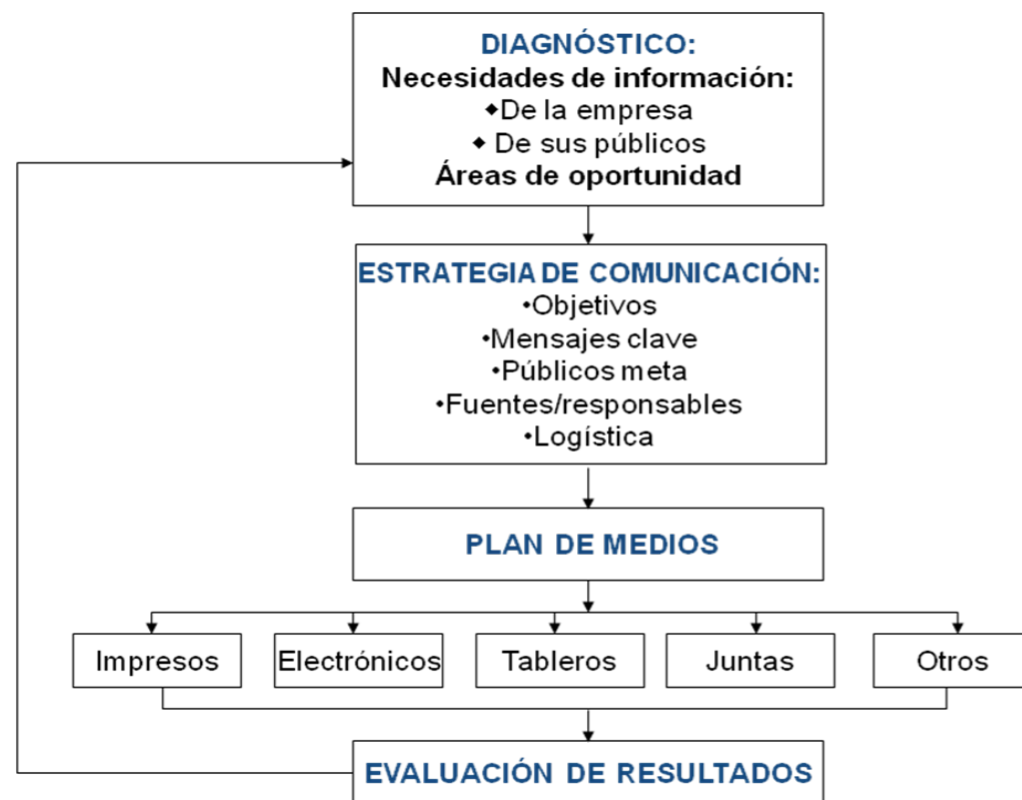 DIAGNÓSTICO:
Necesidades de información:
◆De la empresa
◆ De sus públicos
Áreas de oportunidad
ESTRATEGIA DE COMUNICACIÓN:
•Objetivos
•Mensajes clave
•Públicos meta
•Fuentes/responsables
•Logística
PLAN DE MEDIOS
Impresos
Electrónicos
Tableros
Juntas
Otros
EVALUACIÓN DE RESULTADOS